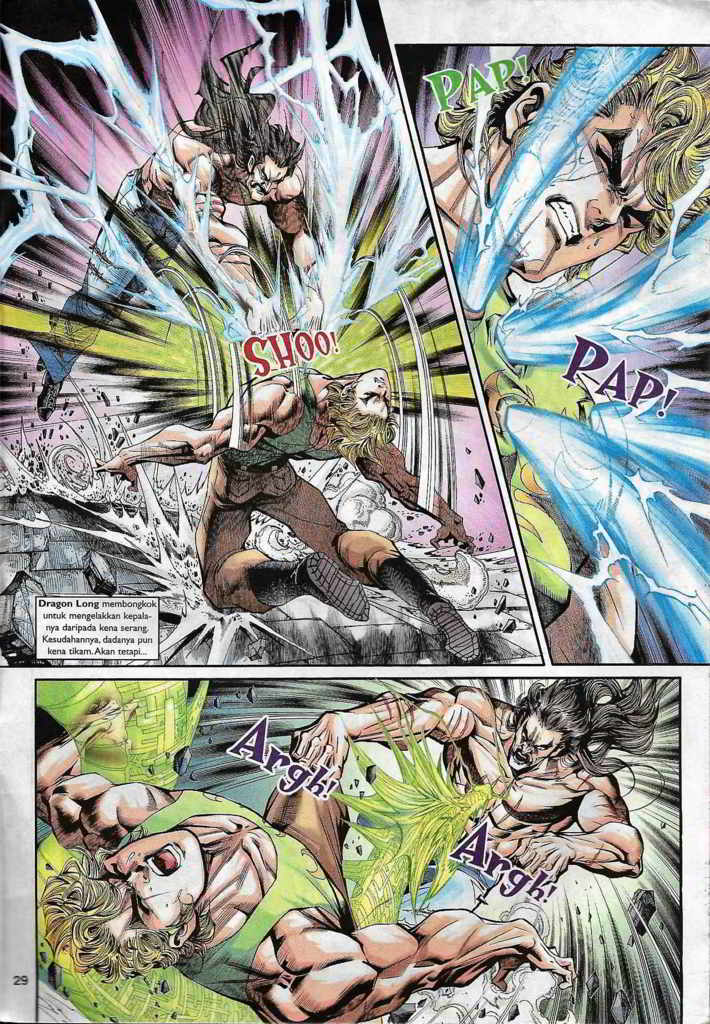 SHOO!
PAP!
PAP!
Dragon Long membongkok
untuk mengelakkan kepala-
nya daripada kena serang.
Kesudahannya, dadanya pun
kena tikam. Akan tetapi...
Argh!
Argh!
29